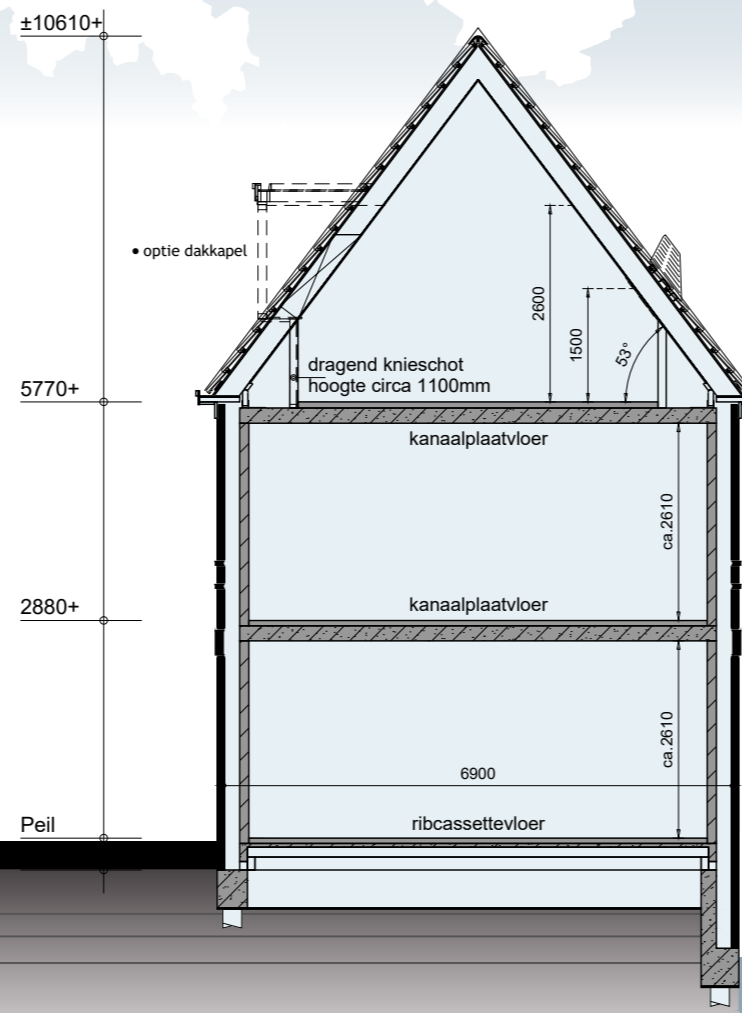 ±10610+
• optie dakkapel
2600
1500
53°
dragend knieschot
hoogte circa 1100mm
5770+
kanaalplaatvloer
ca.2610
2880+
kanaalplaatvloer
ca.2610
6900
Peil
ribcassettevloer